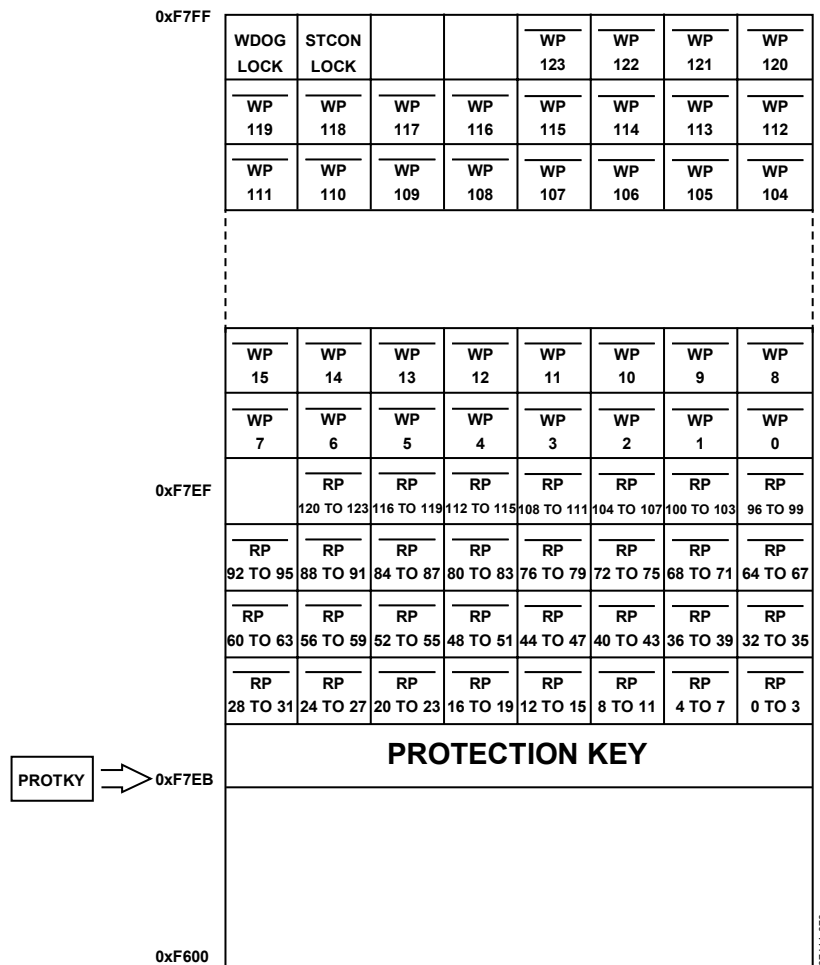 0xF7FF
WDOG STCON WP WP WP WP
LOCK LOCK 123 122 121 120
WP WP WP WP WP WP WP WP
119 118 117 116 115 114 113 112
WP WP WP WP WP WP WP WP
111 110 109 108 107 106 105 104
WP WP WP WP WP WP WP WP
15 14 13 12 11 10 9 8
WP WP WP WP WP WP WP WP
7 6 5 4 3 2 1 0
0xF7EF RP RP RP RP RP RP RP
120 TO 123 116 TO 119 112 TO 115 108 TO 111 104 TO 107 100 TO 103 96 TO 99
RP RP RP RP RP RP RP RP
92 TO 95 88 TO 91 84 TO 87 80 TO 83 76 TO 79 72 TO 75 68 TO 71 64 TO 67
RP RP RP RP RP RP RP RP
60 TO 63 56 TO 59 52 TO 55 48 TO 51 44 TO 47 40 TO 43 36 TO 39 32 TO 35
RP RP RP RP RP RP RP RP
28 TO 31 24 TO 27 20 TO 23 16 TO 19 12 TO 15 8 TO 11 4 TO 7 0 TO 3
PROTECTION KEY
PROTKY 0xF7EB
0xF600